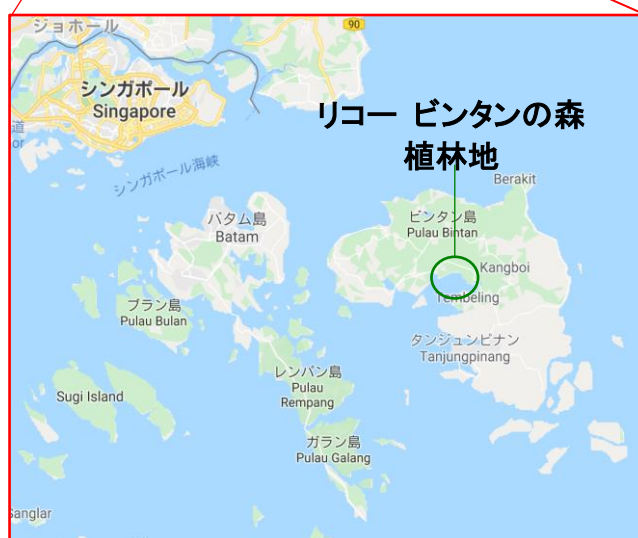 ジョホール
90
シンガポール
Singapore
道
or
リコー ビンタンの森
植林地
シンガポール海峡
Berakit
バタム島
Batam
ビンタン島
Pulau Bintan
Kangboi
ブラン島
Pulau Bulan
Tembeling
タンジュンピナン
Tanjungpinang
レンパン島
Pulau
Rempang
Sugi Island
ガラン島
Pulau Galang
Sanglar